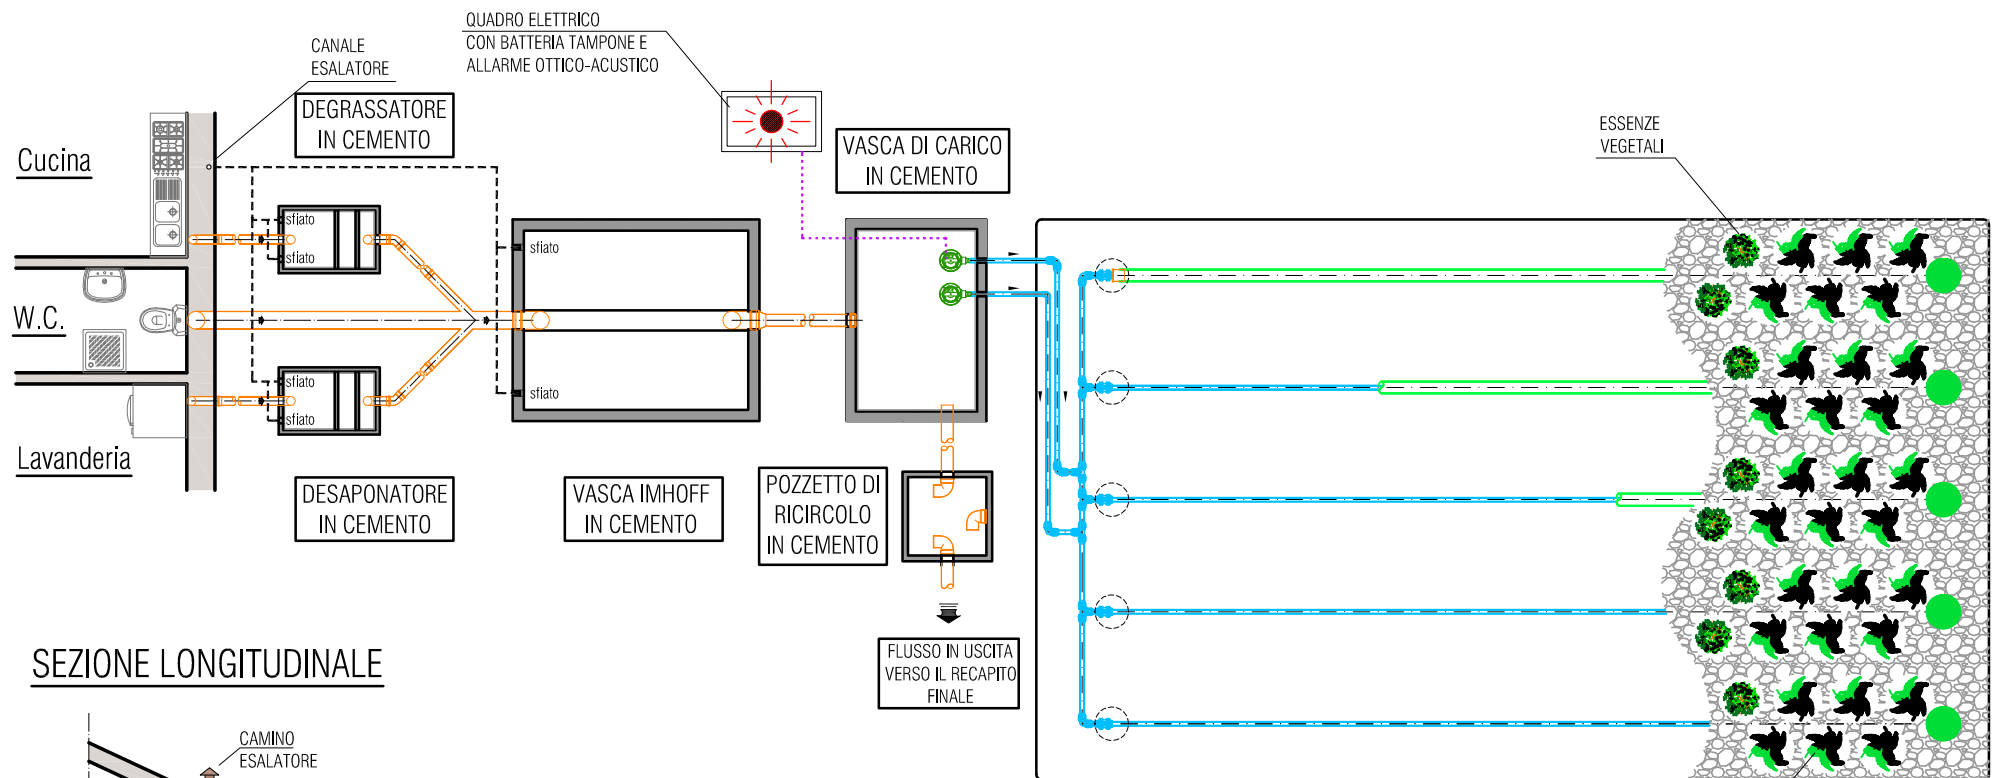 QUADRO ELETTRICO
CON BATTERIA TAMPONE E
ALLARME OTTICO-ACUSTICO
CANALE
ESALATORE
DEGRASSATORE
IN CEMENTO
VASCA DI CARICO
IN CEMENTO
ESSENZE
VEGETALI
Cucina
sfiato
sfiato
sfiato
W.C.
sfiato
sfiato
sfiato
Lavanderia
DESAPONATORE
IN CEMENTO
VASCA IMHOFF
IN CEMENTO
POZZETTO DI
RICIRCOLO
IN CEMENTO
FLUSSO IN USCITA
VERSO IL RECAPITO
FINALE
SEZIONE LONGITUDINALE
CAMINO
ESALATORE